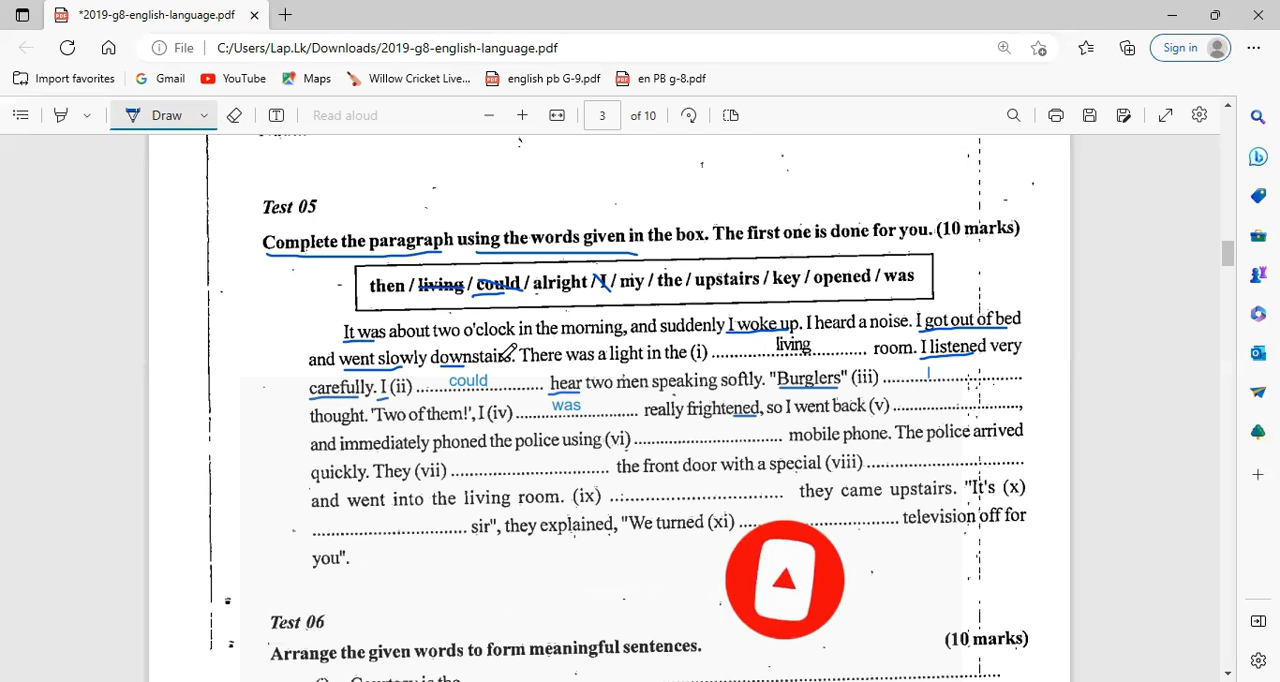 *2019-g8-english-language.pdf
File C:/Users/Lap.Lk/Downloads/2019-g8-english-language.pdf
Sign in
Import favorites Gmail YouTube Maps Willow Cricket Live... english pb G-9.pdf en PB g-8.pdf
Draw Read aloud 3 of 10
Test 05
Complete the paragraph using the words given in the box. The first one is done for you. (10 marks)
then / living / could / alright / I / my / the / upstairs / key / opened / was
It was about two o'clock in the morning, and suddenly I woke up. I heard a noise. I got out of bed
and went slowly downstairs. There was a light in the (i) ........living........ room. I listened very
carefully. I (ii) ........could........ hear two men speaking softly. "Burglers" (iii) ........I........
thought. 'Two of them!', I (iv) ........was........ really frightened, so I went back (v) ........................,
and immediately phoned the police using (vi) ................................ mobile phone. The police arrived
quickly. They (vii) ................................ the front door with a special (viii) ................................
and went into the living room. (ix) ................................ they came upstairs. "It's (x)
................................ sir", they explained, "We turned (xi) ................................ television off for
you".
Test 06
Arrange the given words to form meaningful sentences. (10 marks)